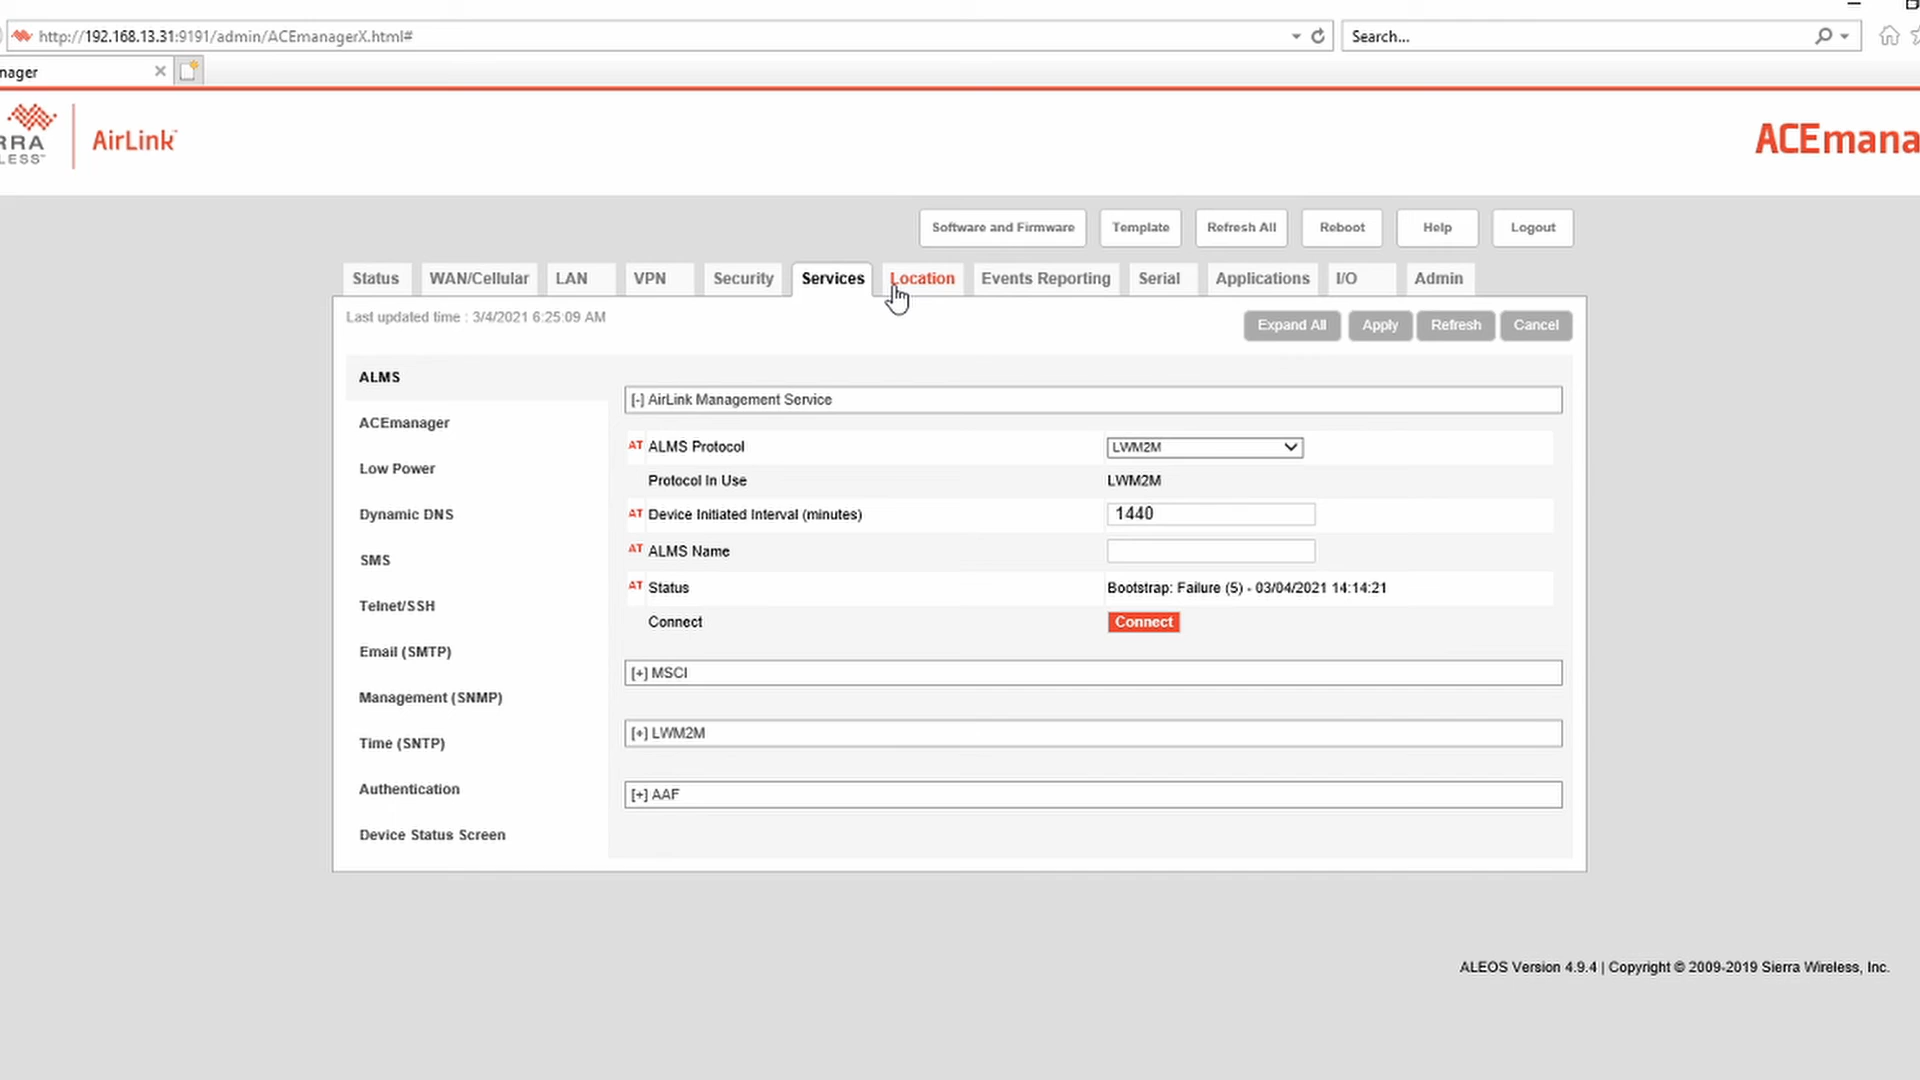 http://192.168.13.31:9191/admin/ACEmanagerX.html#
Search...
nager
RRA
LESS™
AirLink
ACEmana
Software and Firmware
Template
Refresh All
Reboot
Help
Logout
Status
WAN/Cellular
LAN
VPN
Security
Services
Location
Events Reporting
Serial
Applications
I/O
Admin
Last updated time : 3/4/2021 6:25:09 AM
Expand All
Apply
Refresh
Cancel
ALMS
ACEmanager
Low Power
Dynamic DNS
SMS
Telnet/SSH
Email (SMTP)
Management (SNMP)
Time (SNTP)
Authentication
Device Status Screen
[-] AirLink Management Service
AT ALMS Protocol
LWM2M
Protocol In Use
LWM2M
AT Device Initiated Interval (minutes)
1440
AT ALMS Name
AT Status
Bootstrap: Failure (5) - 03/04/2021 14:14:21
Connect
Connect
[+] MSCI
[+] LWM2M
[+] AAF
ALEOS Version 4.9.4 | Copyright © 2009-2019 Sierra Wireless, Inc.